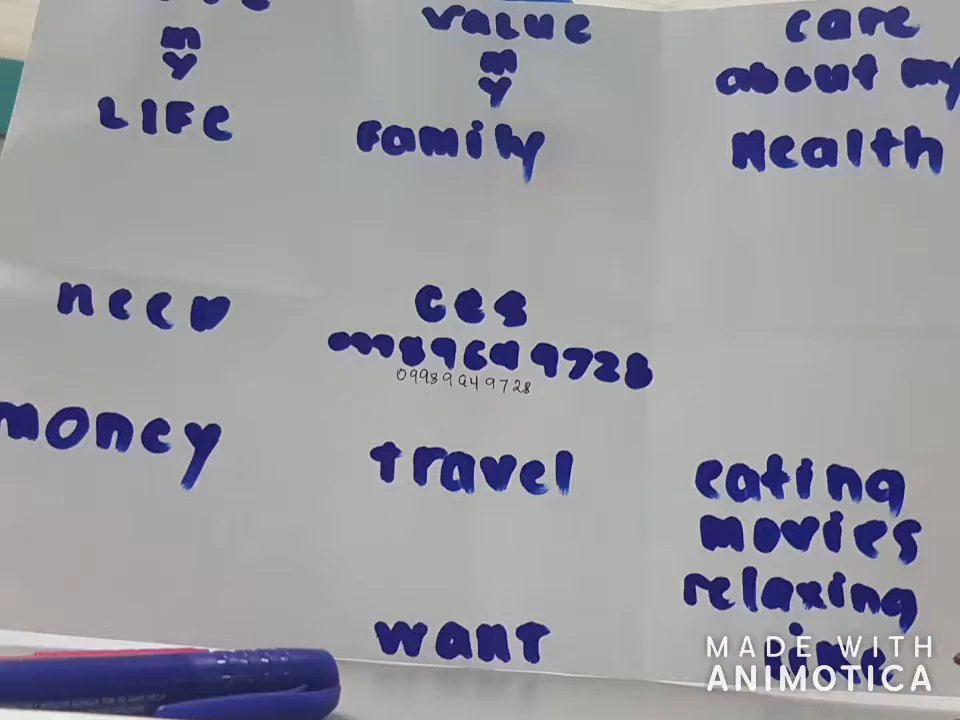 my
LIFE
value
my
Family
care
about my
Health
need
money
ces
09989649728
09989949728
travel
want
eating
movies
relaxing
time
MADE WITH
ANIMOTICA